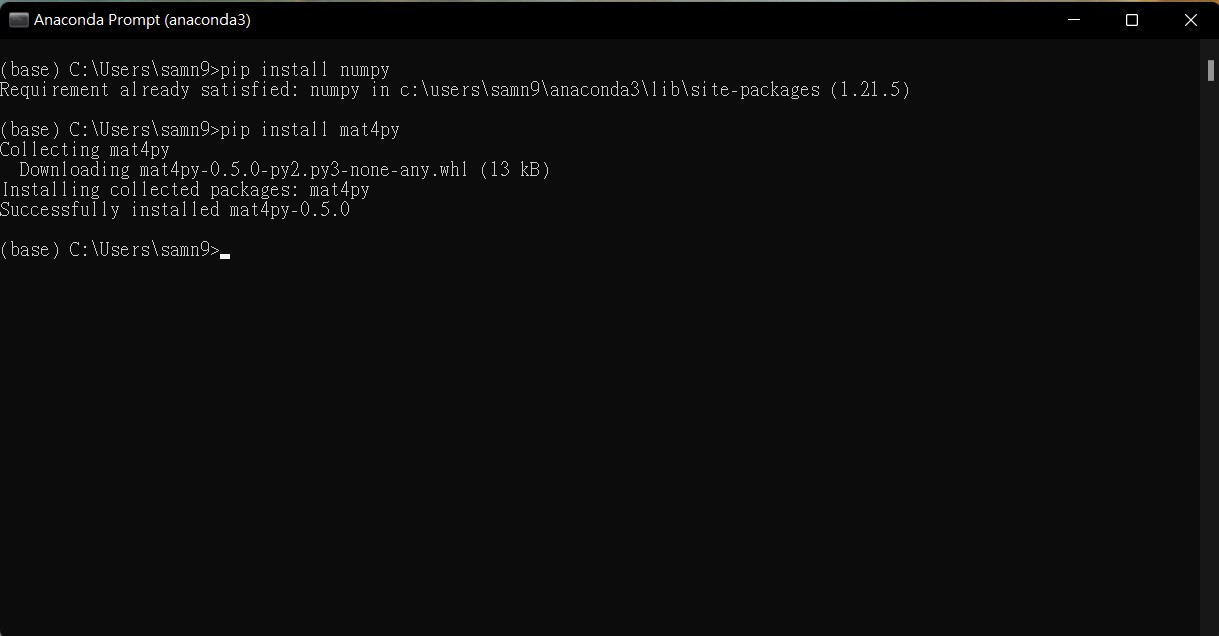 Anaconda Prompt (anaconda3)
(base) C:\Users\samn9>pip install numpy
Requirement already satisfied: numpy in c:\users\samn9\anaconda3\lib\site-packages (1.21.5)
(base) C:\Users\samn9>pip install mat4py
Collecting mat4py
  Downloading mat4py-0.5.0-py2.py3-none-any.whl (13 kB)
Installing collected packages: mat4py
Successfully installed mat4py-0.5.0
(base) C:\Users\samn9>